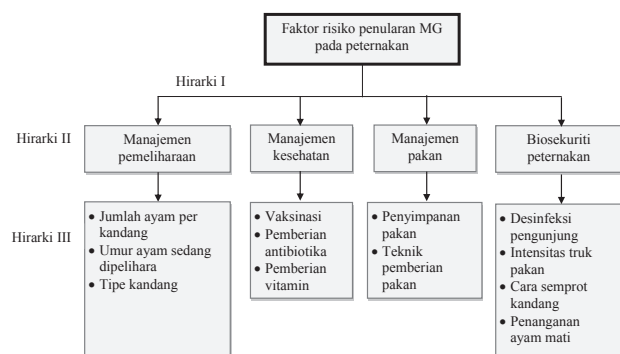 Faktor risiko penularan MG
pada peternakan
Hirarki I
Hirarki II
Manajemen
pemeliharaan
Manajemen
kesehatan
Manajemen
pakan
Biosekuriti
peternakan
Hirarki III
• Jumlah ayam per
kandang
• Umur ayam sedang
dipelihara
• Tipe kandang
• Vaksinasi
• Pemberian
antibiotika
• Pemberian
vitamin
• Penyimpanan
pakan
• Teknik
pemberian
pakan
• Desinfeksi
pengunjung
• Intensitas truk
pakan
• Cara semprot
kandang
• Penanganan
ayam mati